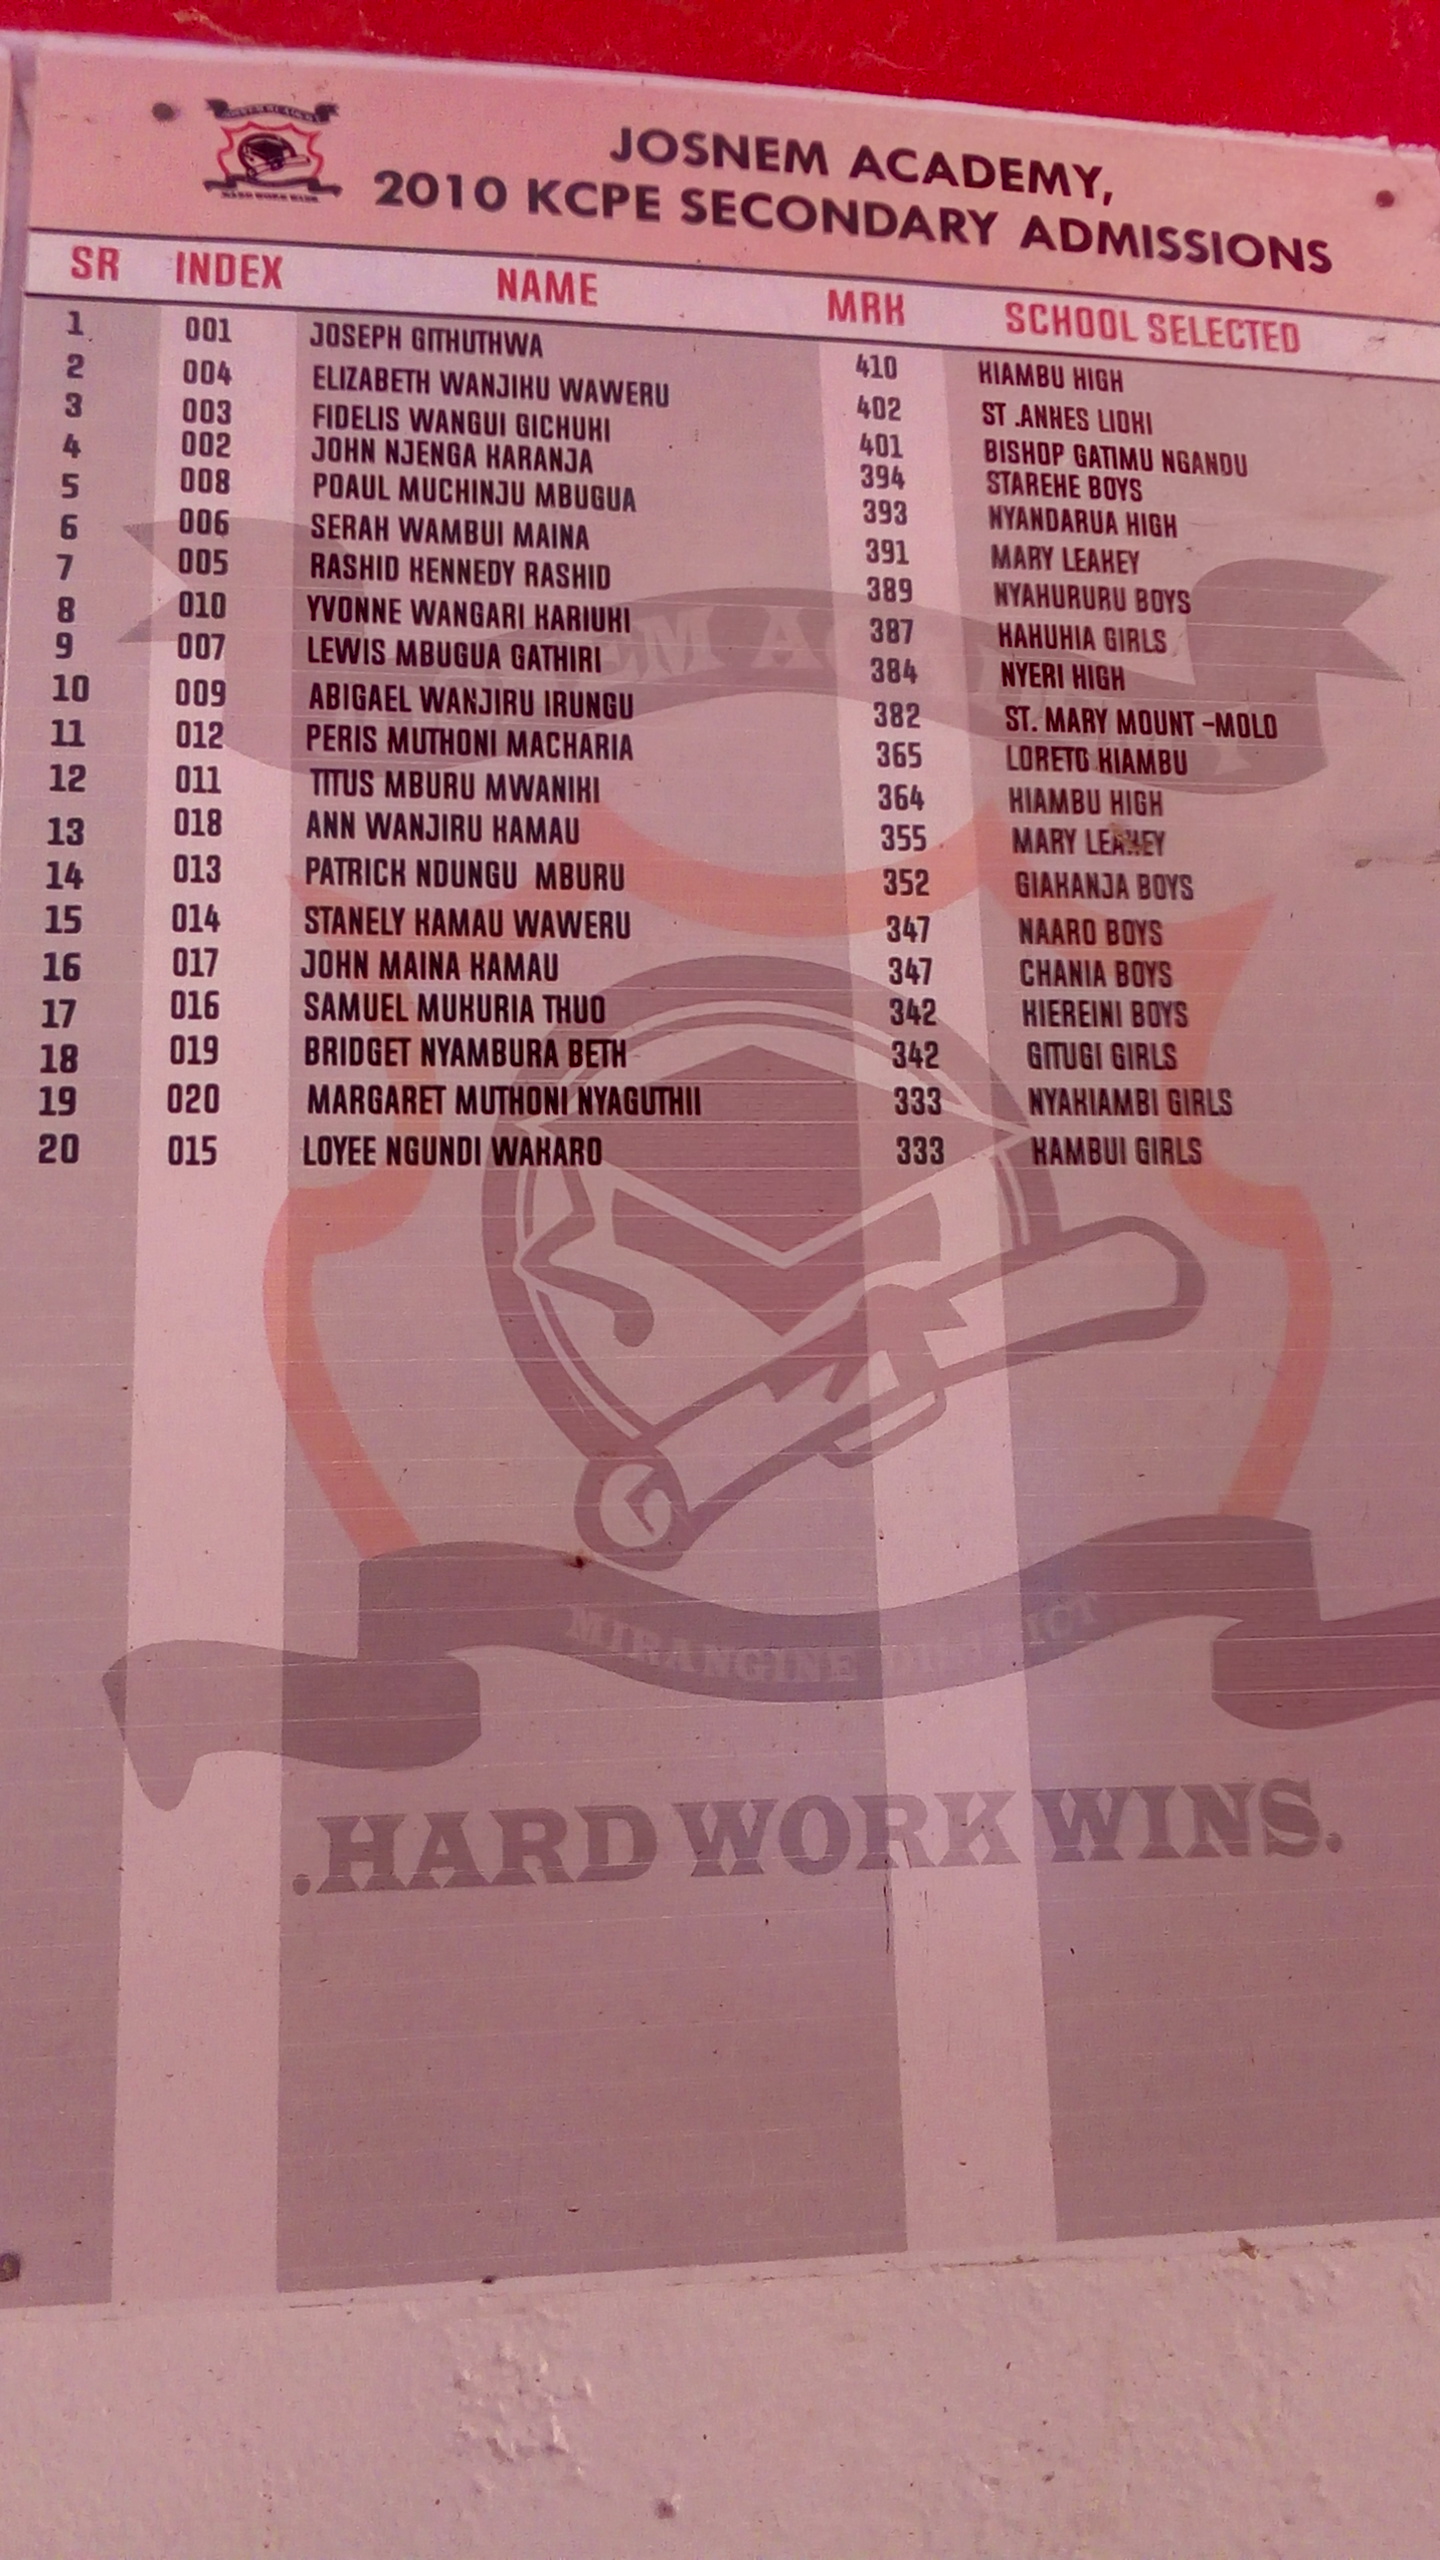 JOSNEM ACADEMY,
2010 KCPE SECONDARY ADMISSIONS
SR INDEX NAME MRK SCHOOL SELECTED
1 001 JOSEPH GITHUTHWA 410 KIAMBU HIGH
2 004 ELIZABETH WANJIKU WAWERU 402 ST .ANNES LIOKI
3 003 FIDELIS WANGUI GICHUKI 401 BISHOP GATIMU NGANDU
4 002 JOHN NJENGA KARANJA 394 STAREHE BOYS
5 008 POAUL MUCHINJU MBUGUA 393 NYANDARUA HIGH
6 006 SERAH WAMBUI MAINA 391 MARY LEAKEY
7 005 RASHID KENNEDY RASHID 389 NYAHURURU BOYS
8 010 YVONNE WANGARI KARIUKI 387 KAHUHIA GIRLS
9 007 LEWIS MBUGUA GATHIRI 384 NYERI HIGH
10 009 ABIGAEL WANJIRU IRUNGU 382 ST. MARY MOUNT -MOLO
11 012 PERIS MUTHONI MACHARIA 365 LORETO KIAMBU
12 011 TITUS MBURU MWANIKI 364 KIAMBU HIGH
13 018 ANN WANJIRU KAMAU 355 MARY LEAKEY
14 013 PATRICK NDUNGU MBURU 352 GIAKANJA BOYS
15 014 STANELY KAMAU WAWERU 347 NAARO BOYS
16 017 JOHN MAINA KAMAU 347 CHANIA BOYS
17 016 SAMUEL MUKURIA THUO 342 KIEREINI BOYS
18 019 BRIDGET NYAMBURA BETH 342 GITUGI GIRLS
19 020 MARGARET MUTHONI NYAGUTHII 333 NYAKIAMBI GIRLS
20 015 LOYEE NGUNDI WAKARO 333 KAMBUI GIRLS
MIRANGINE DISTRICT
.HARD WORK WINS.